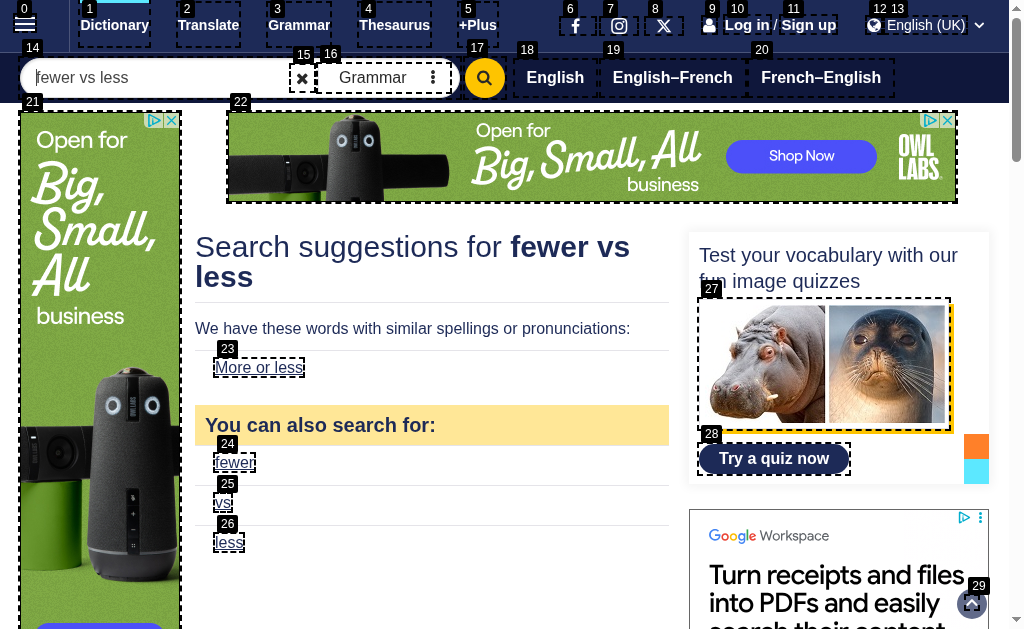 0 1 2 3 4 5 6 7 8 9 10 11 12 13
Dictionary Translate Grammar Thesaurus +Plus f X Log in / Sign up English (UK)
14 15 16 17 18 19 20
fewer vs less Grammar English English–French French–English
21 22
Open for
Big,
Small,
All
business
OWL LABS
Open for
Big, Small, All
business
Shop Now
OWL
LABS
Search suggestions for fewer vs
less
We have these words with similar spellings or pronunciations:
23
More or less
You can also search for:
24
fewer
25
vs
26
less
Test your vocabulary with our
fun image quizzes
27
28
Try a quiz now
Google Workspace
Turn receipts and files
into PDFs and easily
search their content
29